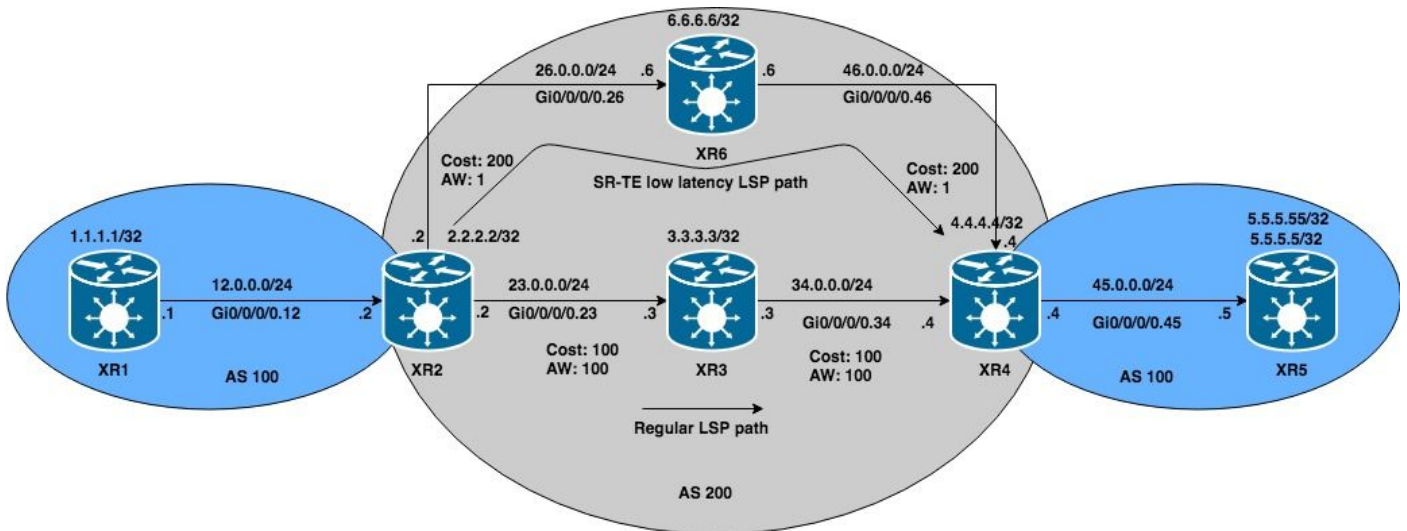 6.6.6.6/32
26.0.0.0/24
.6
.6
46.0.0.0/24
Gi0/0/0/0.26
Gi0/0/0/0.46
XR6
Cost: 200
AW: 1
SR-TE low latency LSP path
Cost: 200
AW: 1
1.1.1.1/32
.2
2.2.2.2/32
3.3.3.3/32
4.4.4.4/32
.4
5.5.5.55/32
5.5.5.5/32
12.0.0.0/24
23.0.0.0/24
34.0.0.0/24
45.0.0.0/24
.1
Gi0/0/0/0.12
.2
.2
Gi0/0/0/0.23
.3
.3
Gi0/0/0/0.34
.4
.4
Gi0/0/0/0.45
.5
Cost: 100
AW: 100
Cost: 100
AW: 100
XR1
AS 100
XR2
XR3
XR4
AS 100
XR5
Regular LSP path
AS 200